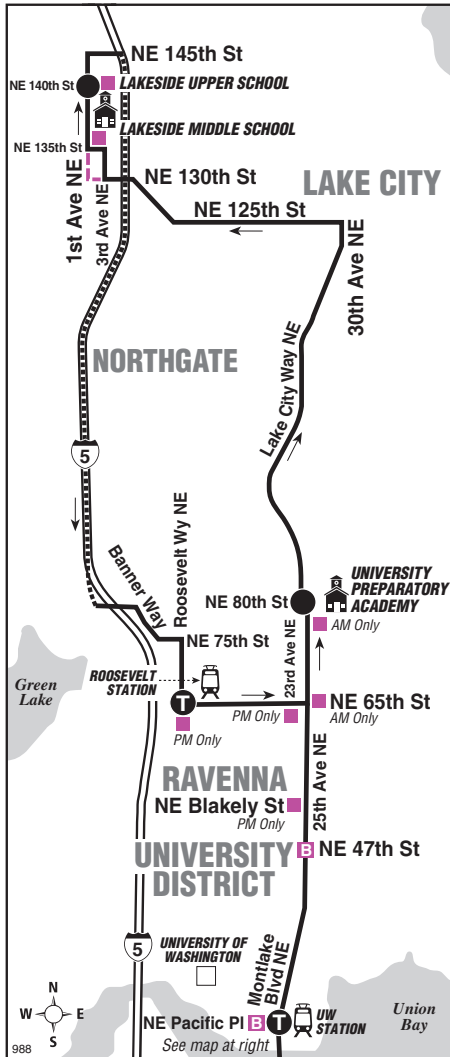 NE 145th St
NE 140th St
LAKESIDE UPPER SCHOOL
LAKESIDE MIDDLE SCHOOL
NE 135th St
1st Ave NE
3rd Ave NE
NE 130th St
LAKE CITY
NE 125th St
30th Ave NE
NORTHGATE
Lake City Way NE
5
Banner Way
Roosevelt Wy NE
NE 80th St
UNIVERSITY
PREPARATORY
ACADEMY
AM Only
23rd Ave NE
NE 75th St
ROOSEVELT
STATION
Green
Lake
T
PM Only
PM Only
NE 65th St
AM Only
25th Ave NE
RAVENNA
NE Blakely St
PM Only
UNIVERSITY
DISTRICT
B NE 47th St
5
UNIVERSITY OF
WASHINGTON
Montlake
Blvd NE
N
W E
S
NE Pacific Pl B T
UW
STATION
Union
Bay
See map at right
988